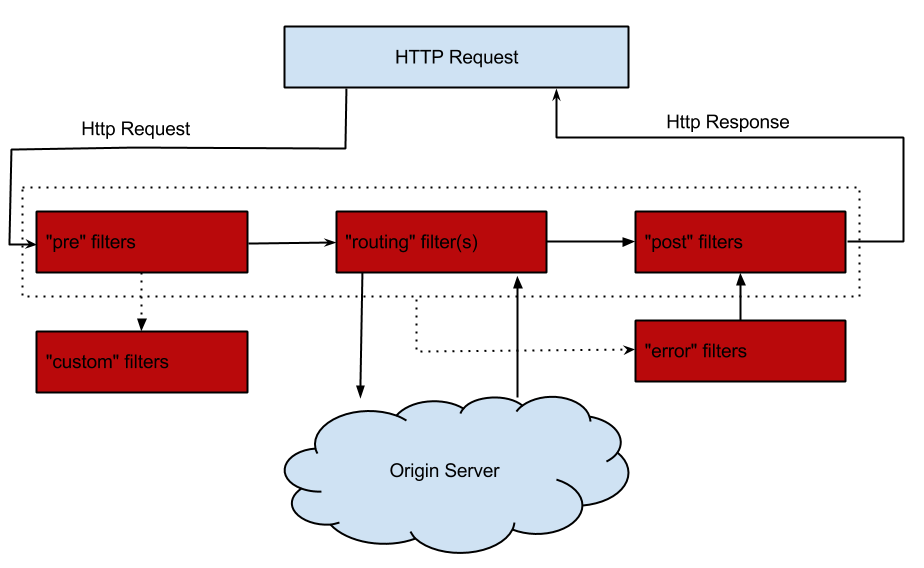 HTTP Request
Http Request
Http Response
"pre" filters
"routing" filter(s)
"post" filters
"custom" filters
"error" filters
Origin Server